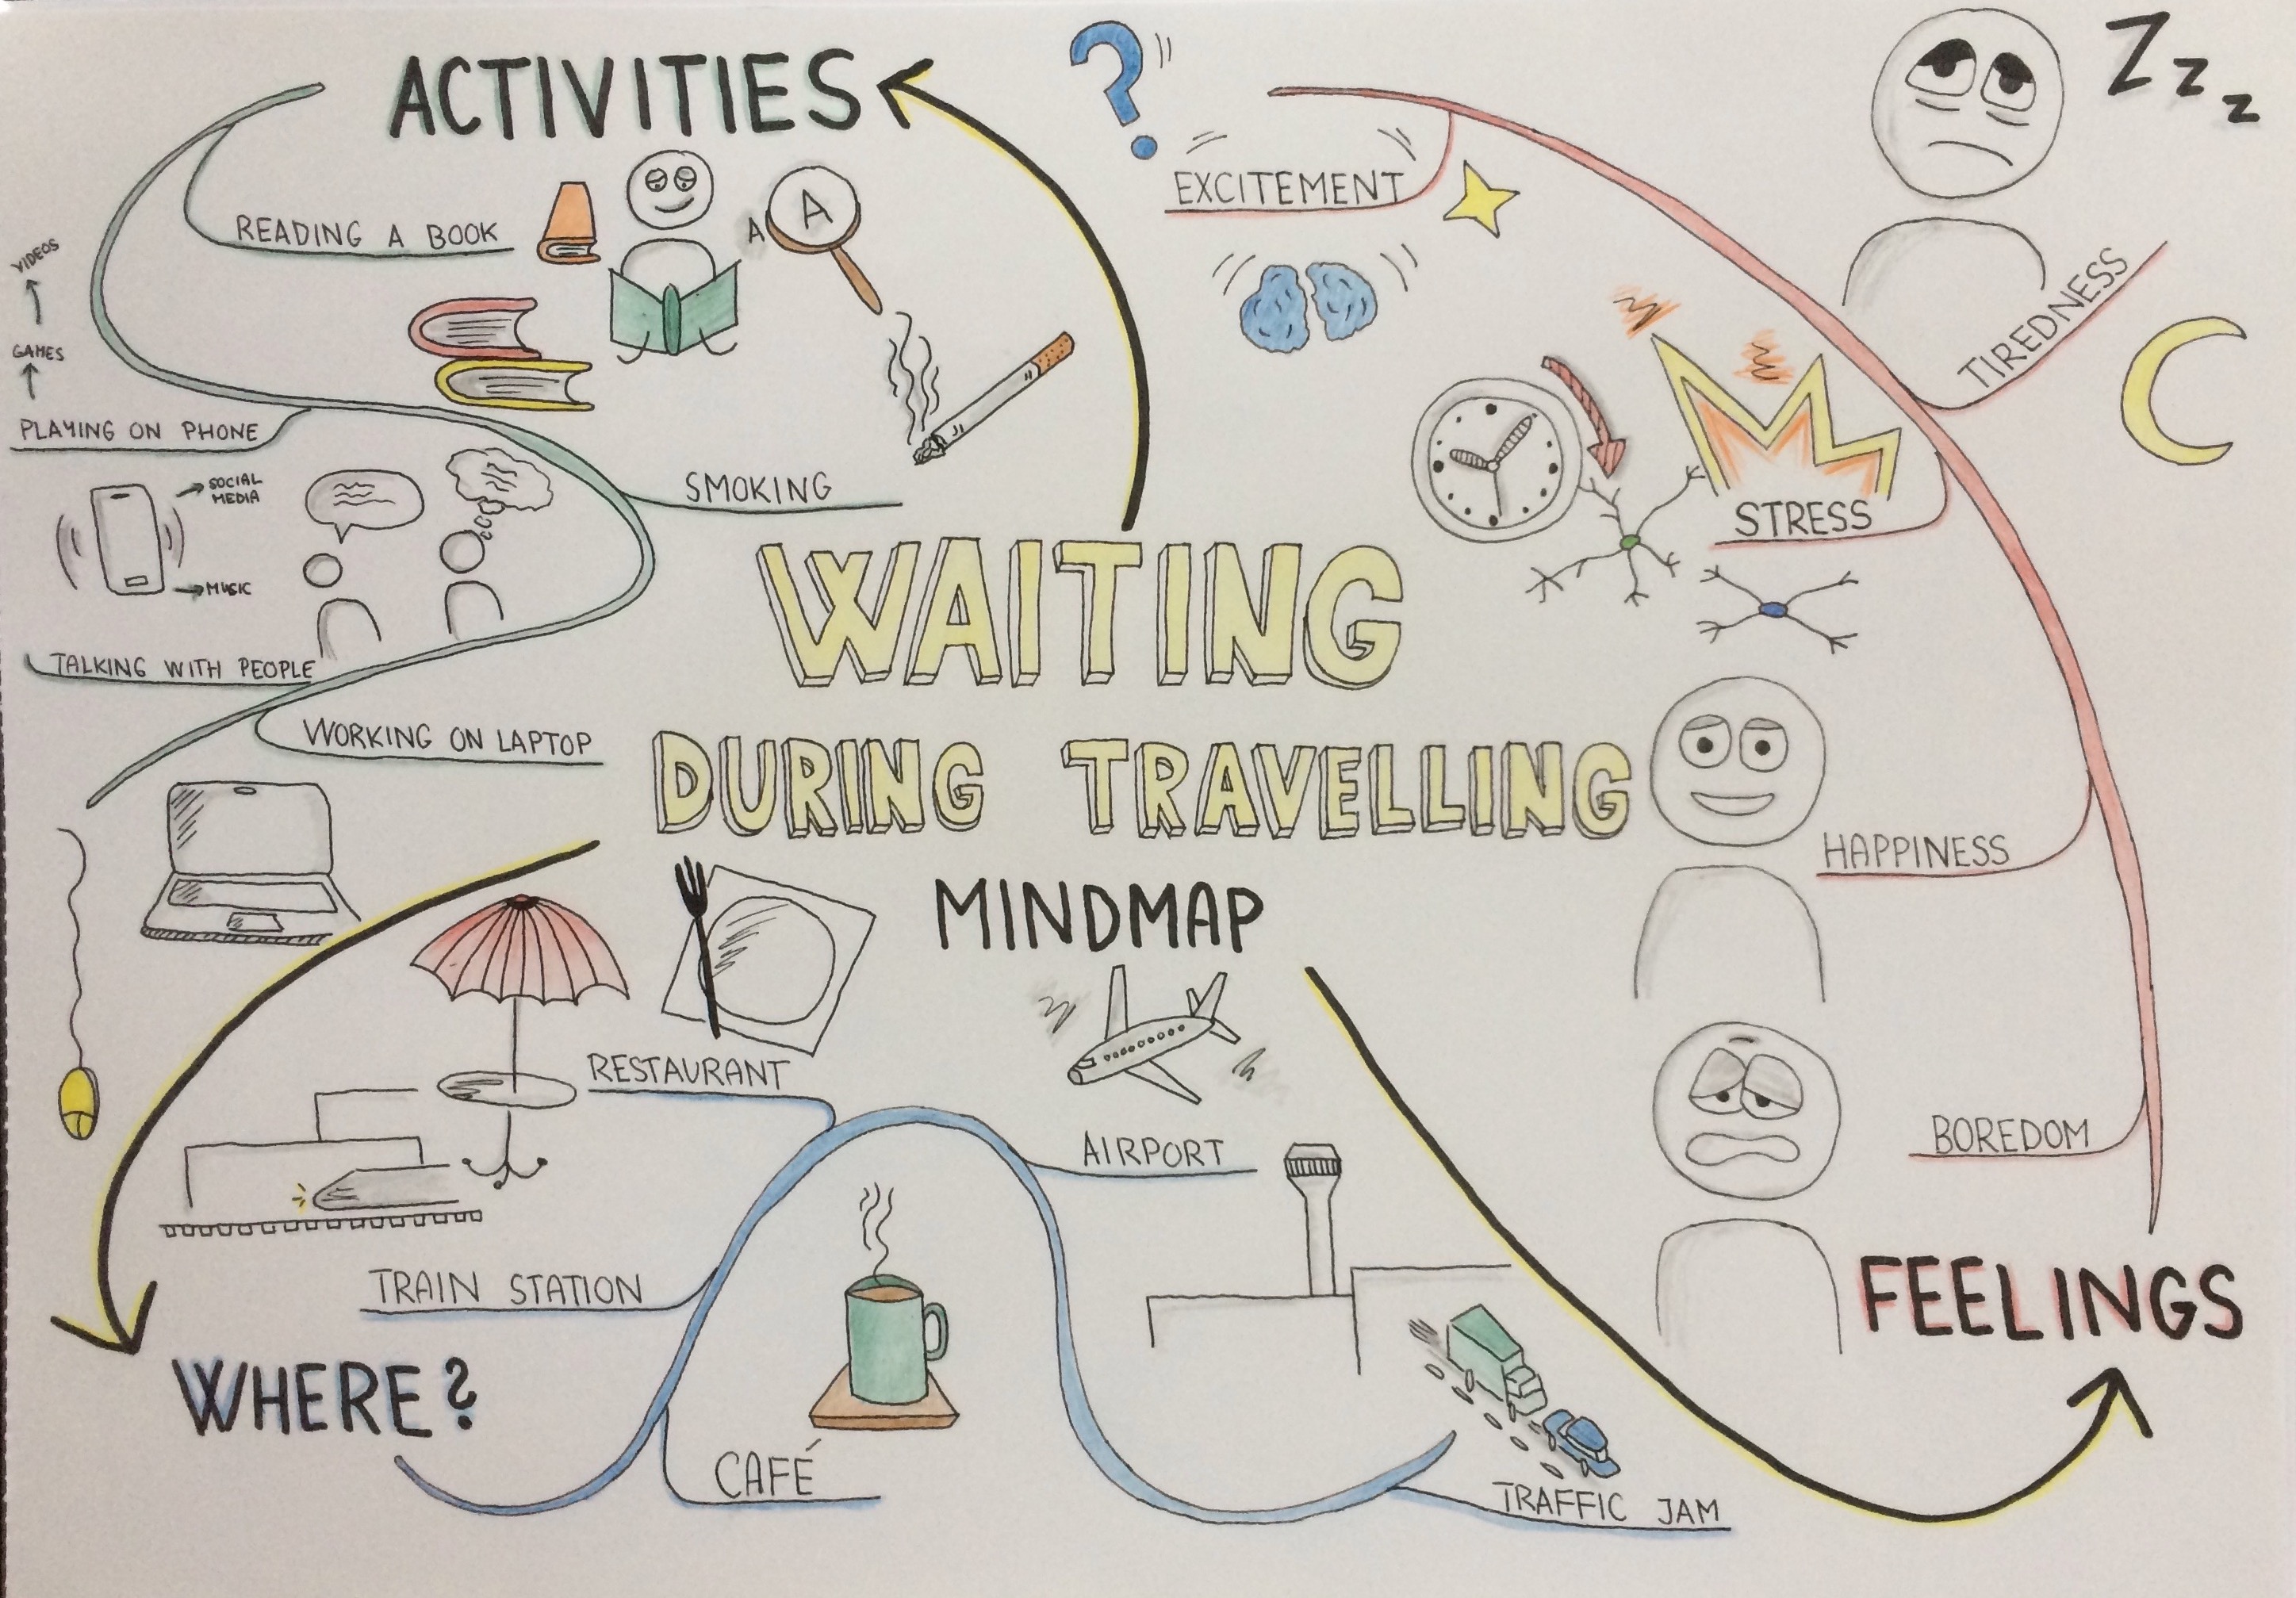 ACTIVITIES
READING A BOOK
A
A
VIDEOS
GAMES
PLAYING ON PHONE
SOCIAL
MEDIA
MUSIC
SMOKING
TALKING WITH PEOPLE
WORKING ON LAPTOP
?
EXCITEMENT
Z z z
TIREDNESS
STRESS
WAITING
DURING TRAVELLING
MINDMAP
HAPPINESS
BOREDOM
FEELINGS
RESTAURANT
AIRPORT
TRAIN STATION
WHERE?
CAFÉ
TRAFFIC JAM